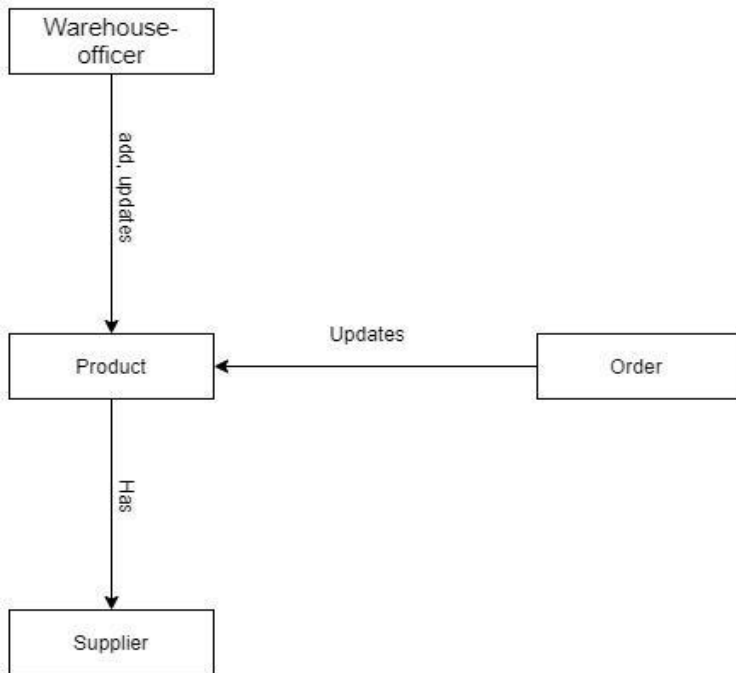 Warehouse-
officer
add, updates
Updates
Product
Order
Has
Supplier